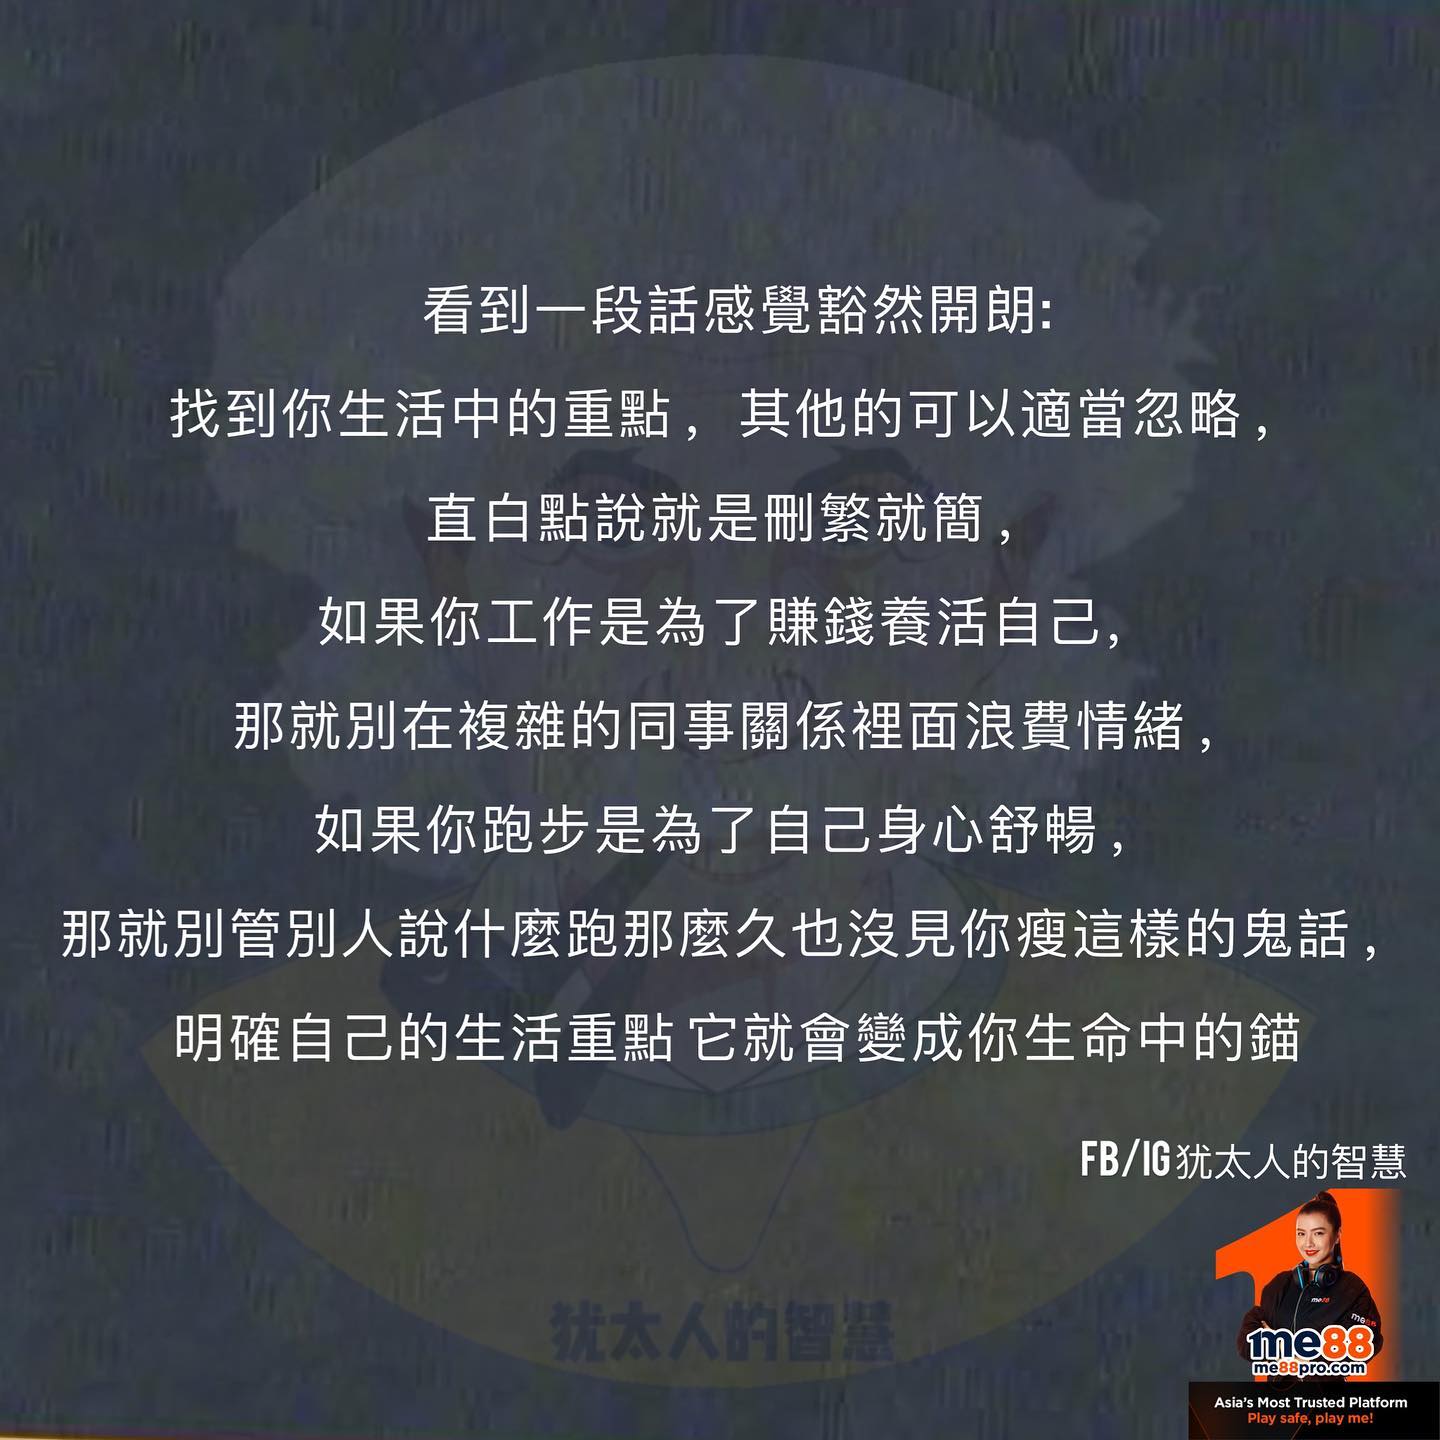 看到一段話感覺豁然開朗:
找到你生活中的重點，其他的可以適當忽略，
直白點說就是刪繁就簡，
如果你工作是為了賺錢養活自己，
那就別在複雜的同事關係裡面浪費情緒，
如果你跑步是為了自己身心舒暢，
那就別管別人說什麼跑那麼久也沒見你瘦這樣的鬼話，
明確自己的生活重點 它就會變成你生命中的錨
FB/IG犹太人的智慧
犹太人的智慧
me88
me88
me88
me88pro.com
Asia's Most Trusted Platform
Play safe, play me!